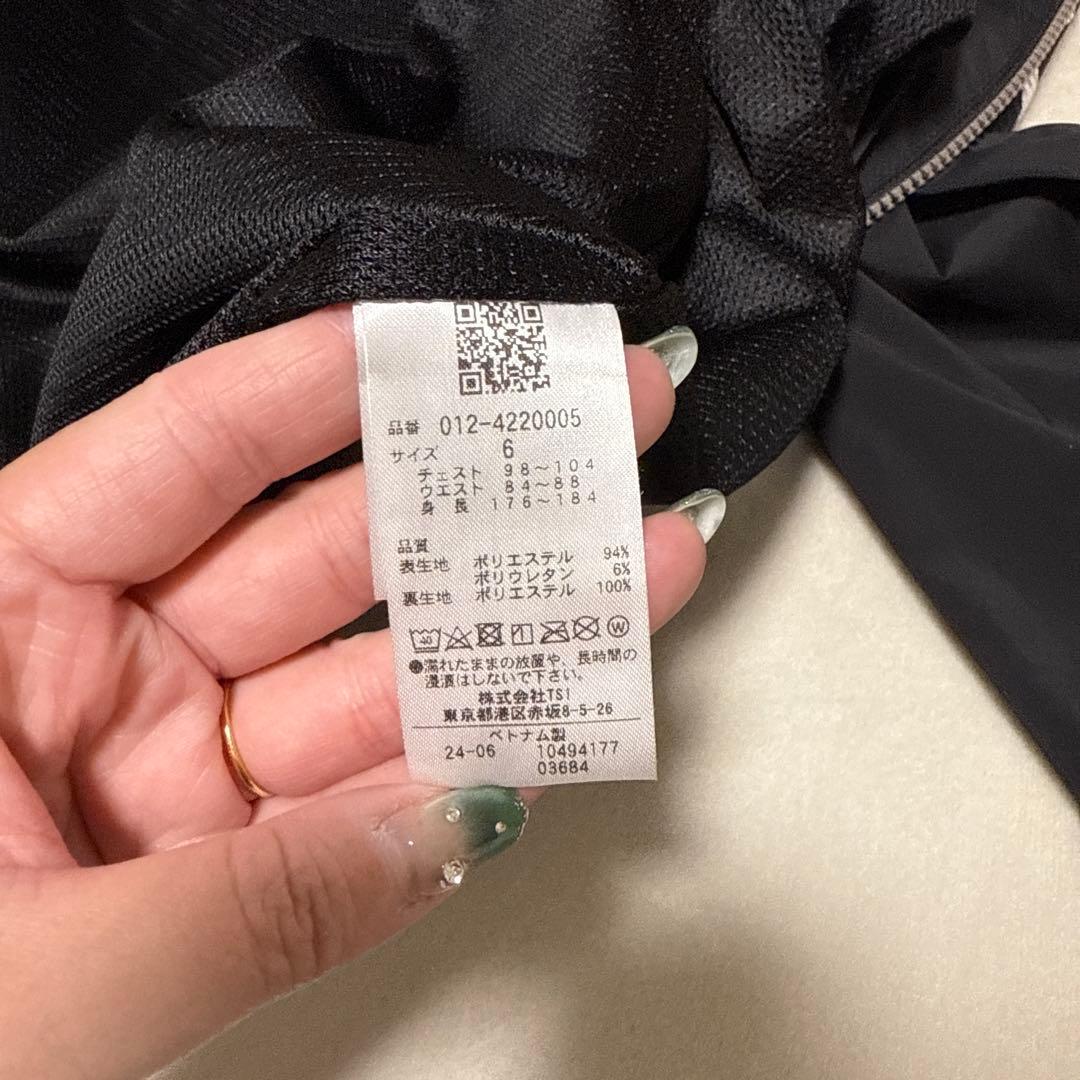 品番 012-4220005
サイズ 6
チェスト 98～104
ウエスト 84～88
身長 176～184
品質
表生地 ポリエステル 94%
ポリウレタン 6%
裏生地 ポリエステル 100%
40 W
●濡れたままの放置や、長時間の
浸漬はしないで下さい。
株式会社TSI
東京都港区赤坂8-5-26
ベトナム製
24-06 10494177
03684